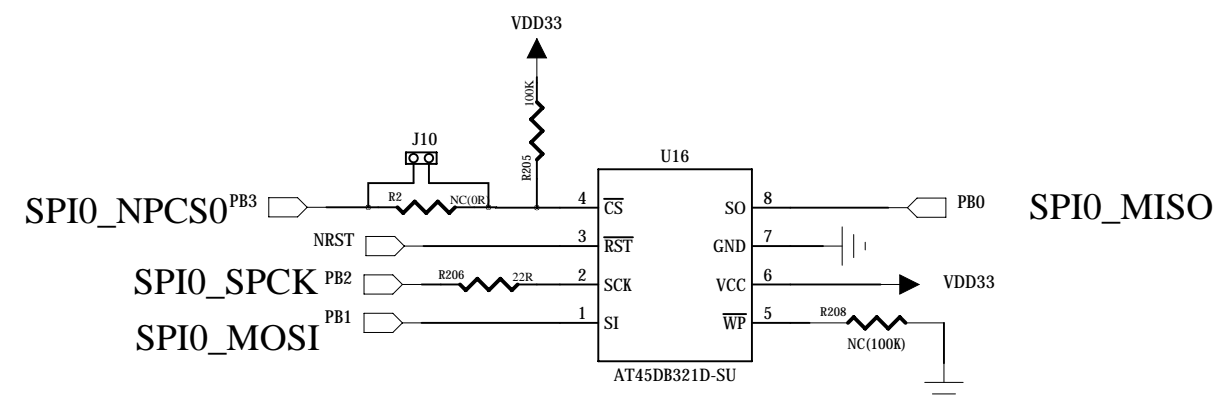 VDD33
100K
R205
J10
U16
R2
NC(0R
SPI0_NPCS0
PB3
4
CS
SO
8
PB0
SPI0_MISO
NRST
3
RST
GND
7
SPI0_SPCK
PB2
R206
22R
2
SCK
VCC
6
VDD33
SPI0_MOSI
PB1
1
SI
WP
5
R208
NC(100K)
AT45DB321D-SU